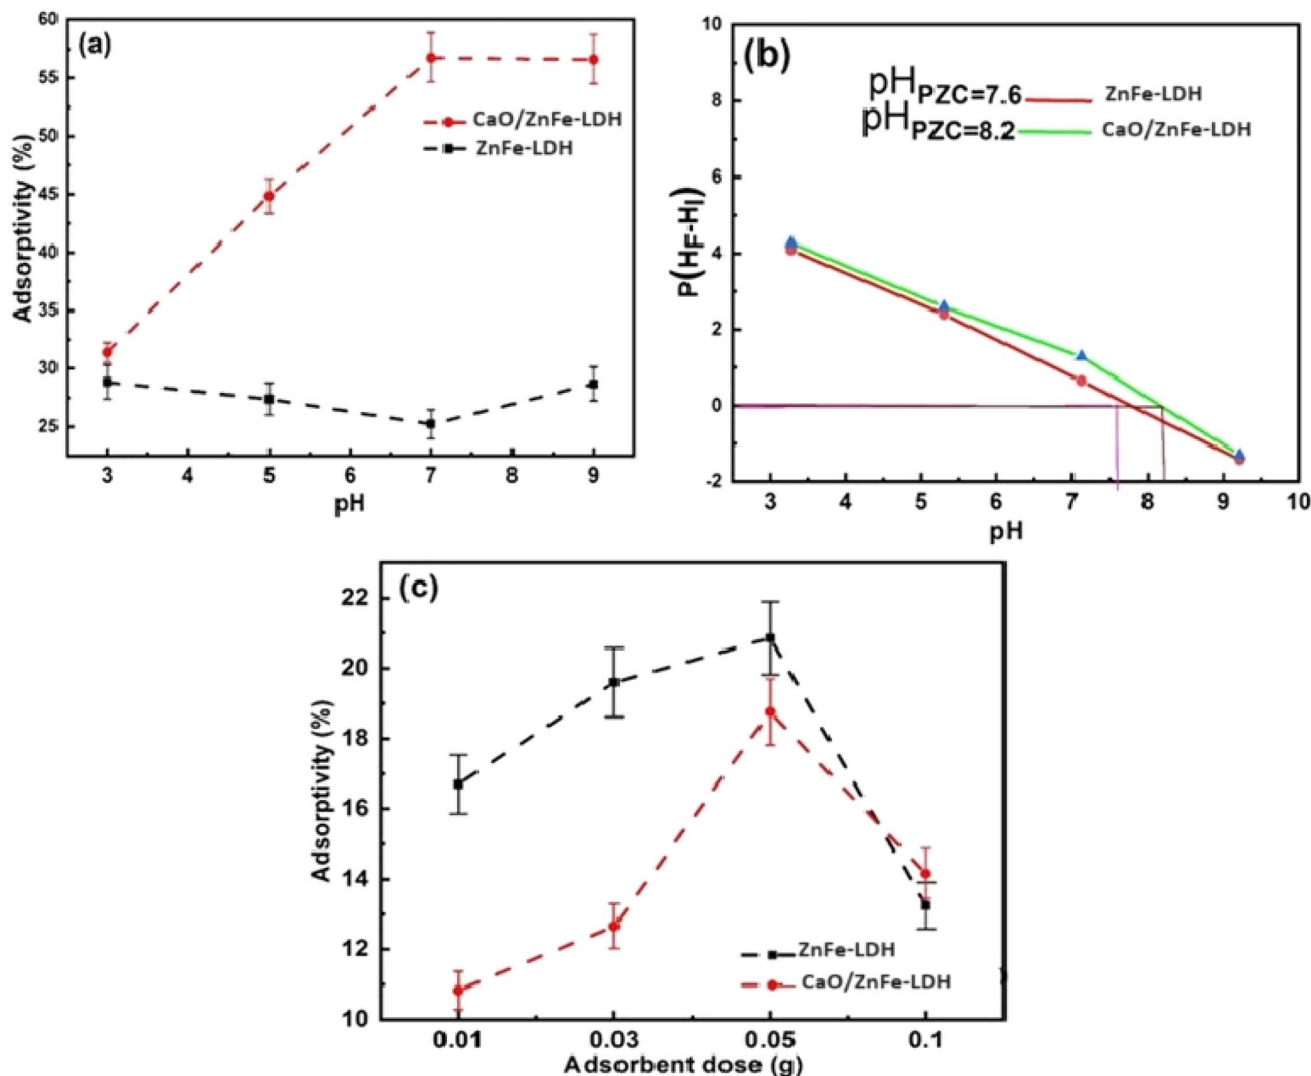 (a)
60
55
50
45
40
35
30
25
Adsorptivity (%)
CaO/ZnFe-LDH
ZnFe-LDH
3 4 5 6 7 8 9
pH
(b)
10
8
6
4
2
0
-2
P(HF-HI)
pHPZC=7.6 ZnFe-LDH
pHPZC=8.2 CaO/ZnFe-LDH
3 4 5 6 7 8 9 10
pH
(c)
22
20
18
16
14
12
10
Adsorptivity (%)
ZnFe-LDH
CaO/ZnFe-LDH
0.01 0.03 0.05 0.1
Adsorbent dose (g)